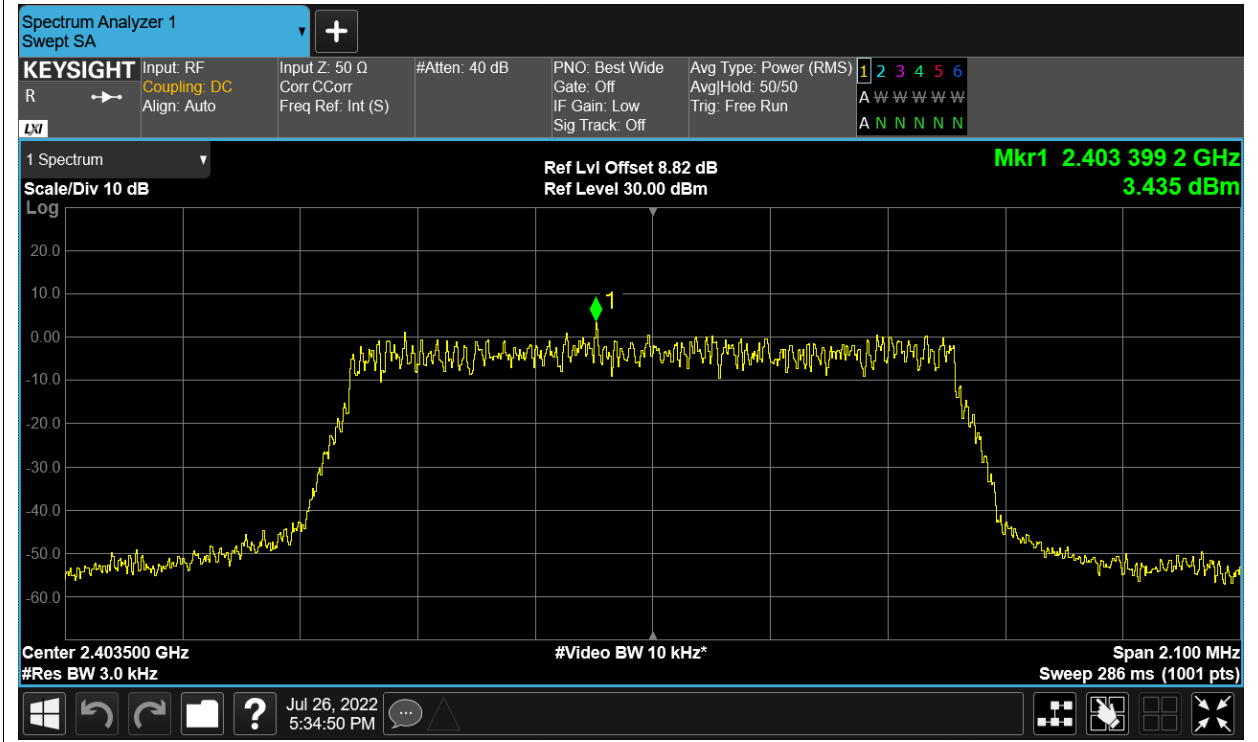 Spectrum Analyzer 1
Swept SA
KEYSIGHT
R
LXI
Input: RF
Coupling: DC
Align: Auto
Input Z: 50 Ω
Corr CCorr
Freq Ref: Int (S)
#Atten: 40 dB
PNO: Best Wide
Gate: Off
IF Gain: Low
Sig Track: Off
Avg Type: Power (RMS)
Avg|Hold: 50/50
Trig: Free Run
1 2 3 4 5 6
A W W W W W
A N N N N N
1 Spectrum
Scale/Div 10 dB
Log
Ref Lvl Offset 8.82 dB
Ref Level 30.00 dBm
Mkr1 2.403 399 2 GHz
3.435 dBm
20.0
10.0
1
0.00
-10.0
-20.0
-30.0
-40.0
-50.0
-60.0
Center 2.403500 GHz
#Res BW 3.0 kHz
#Video BW 10 kHz*
Span 2.100 MHz
Sweep 286 ms (1001 pts)
?
Jul 26, 2022
5:34:50 PM